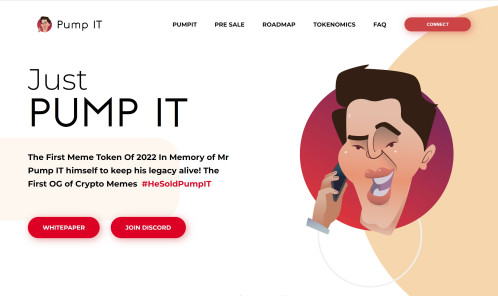 Pump IT
PUMPIT
PRE SALE
ROADMAP
TOKENOMICS
FAQ
CONNECT
Just
PUMP IT
The First Meme Token Of 2022 In Memory of Mr
Pump IT himself to keep his legacy alive! The
First OG of Crypto Memes #HeSoldPumpIT
WHITEPAPER
JOIN DISCORD